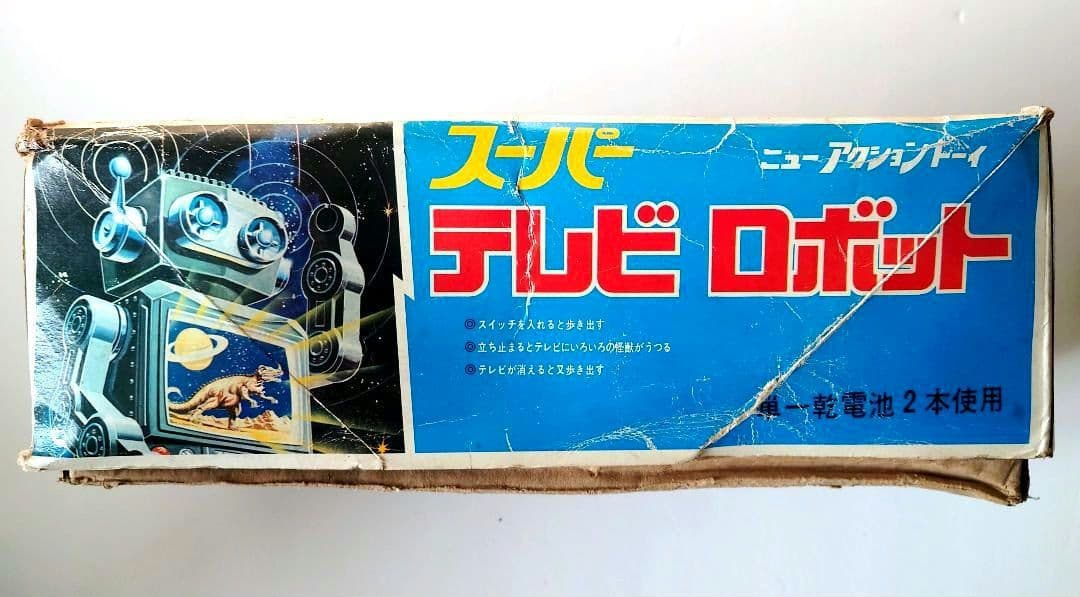 スーパー
ニューアクショントーイ
テレビ ロボット
◎スイッチを入れると歩き出す
◎立ち止まるとテレビにいろいろの怪獣がうつる
◎テレビが消えると又歩き出す
単一乾電池2本使用